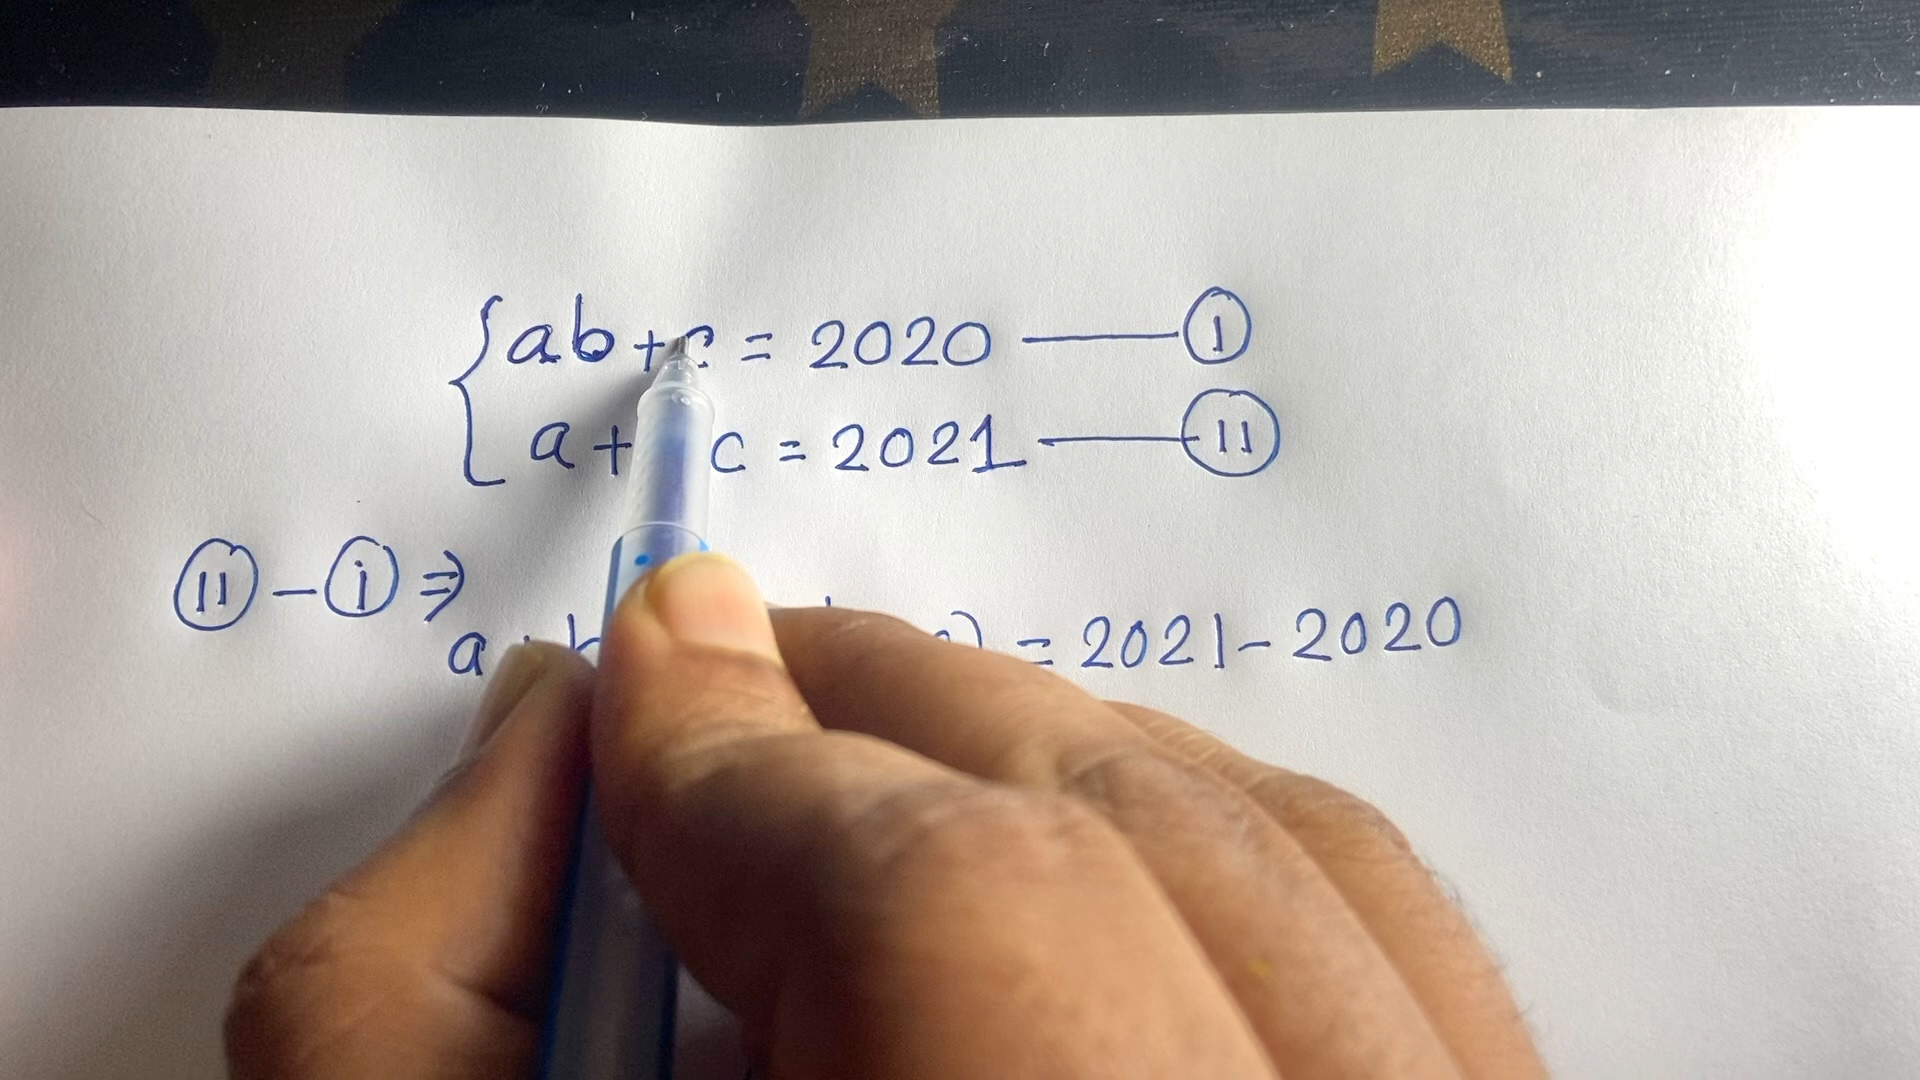 ab+c = 2020 —— I
a+ c = 2021 —— II
II - i ⇒
a ) = 2021-2020